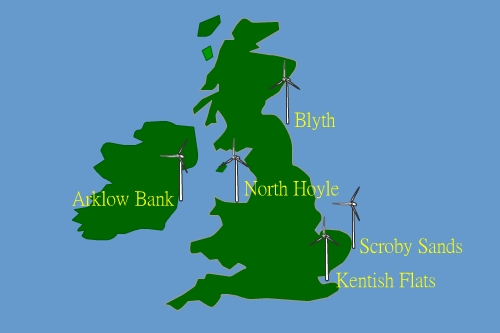 Blyth
North Hoyle
Arklow Bank
Scroby Sands
Kentish Flats